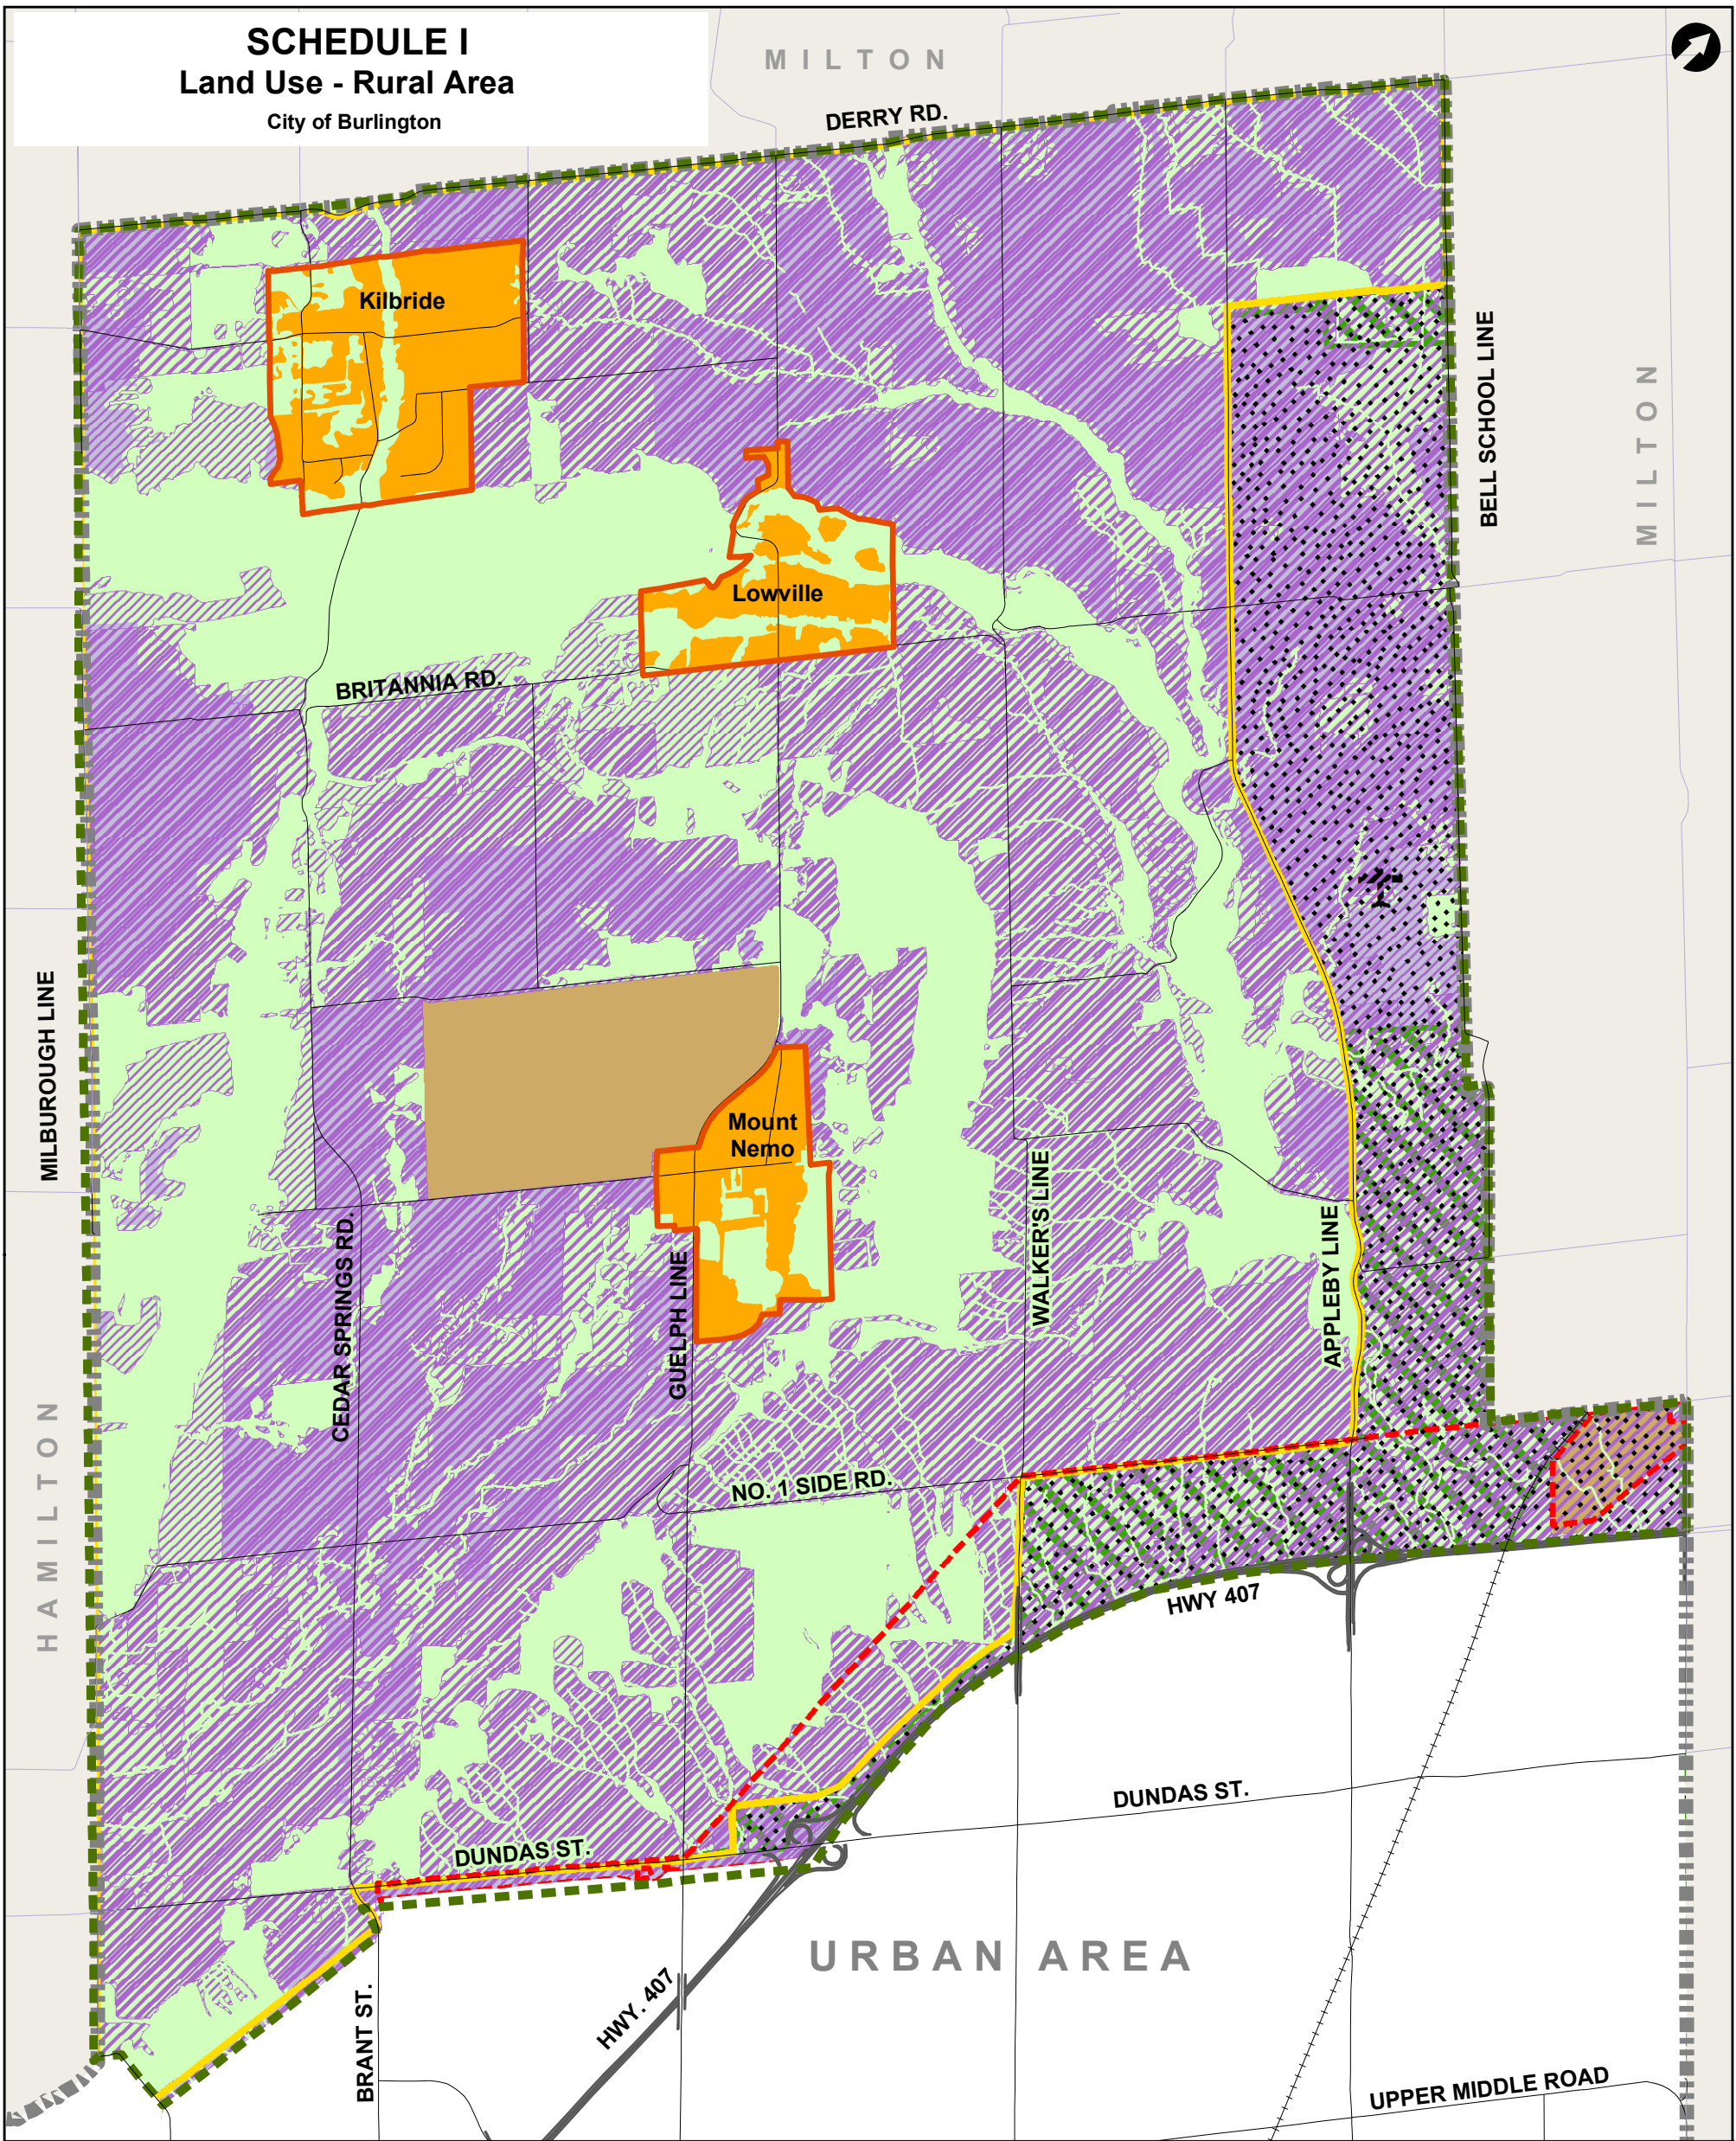 SCHEDULE I
Land Use - Rural Area
City of Burlington
MILTON
DERRY RD.
Kilbride
BELL SCHOOL LINE
MILTON
Lowville
BRITANNIA RD.
MILBUROUGH LINE
Mount
Nemo
WALKER'S LINE
APPLEBY LINE
CEDAR SPRINGS RD
GUELPH LINE
HAMILTON
NO. 1 SIDE RD.
HWY 407
DUNDAS ST.
DUNDAS ST.
URBAN AREA
HWY. 407
BRANT ST.
UPPER MIDDLE ROAD